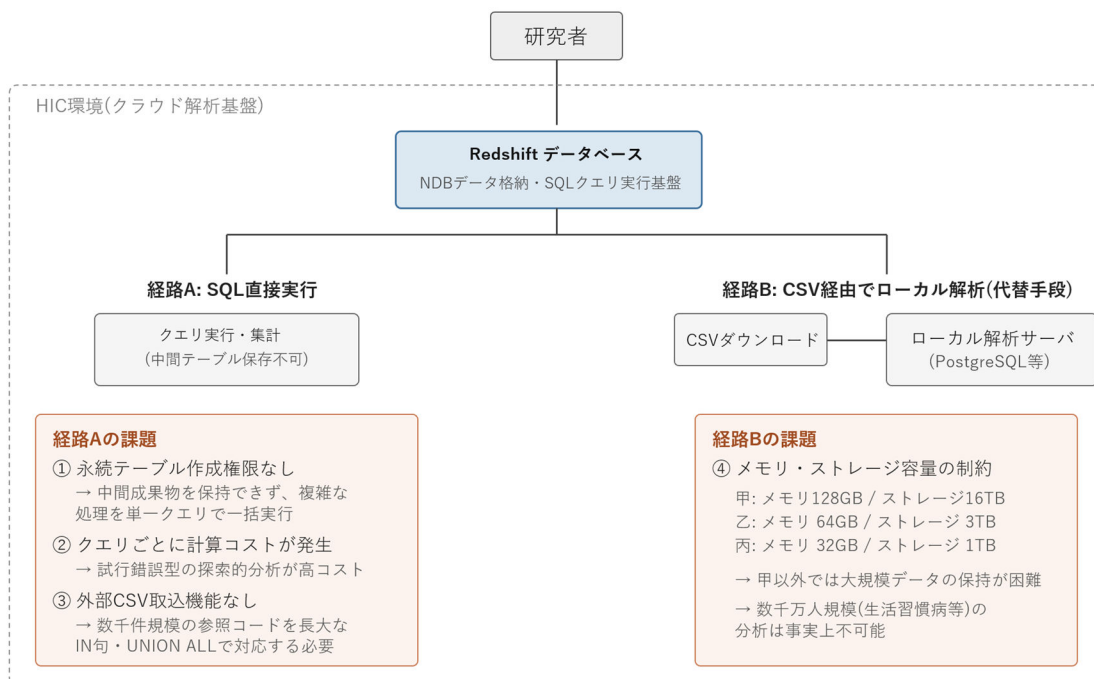 研究者
HIC環境(クラウド解析基盤)
Redshift データベース
NDBデータ格納・SQLクエリ実行基盤
経路A: SQL直接実行
クエリ実行・集計
(中間テーブル保存不可)
経路B: CSV経由でローカル解析(代替手段)
CSVダウンロード
ローカル解析サーバ
(PostgreSQL等)
経路Aの課題
① 永続テーブル作成権限なし
→ 中間成果物を保持できず、複雑な
処理を単一クエリで一括実行
② クエリごとに計算コストが発生
→ 試行錯誤型の探索的分析が高コスト
③ 外部CSV取込機能なし
→ 数千件規模の参照コードを長大な
IN句・UNION ALLで対応する必要
経路Bの課題
④ メモリ・ストレージ容量の制約
甲: メモリ128GB / ストレージ16TB
乙: メモリ 64GB / ストレージ 3TB
丙: メモリ 32GB / ストレージ 1TB
→ 甲以外では大規模データの保持が困難
→ 数千万人規模(生活習慣病等)の
分析は事実上不可能